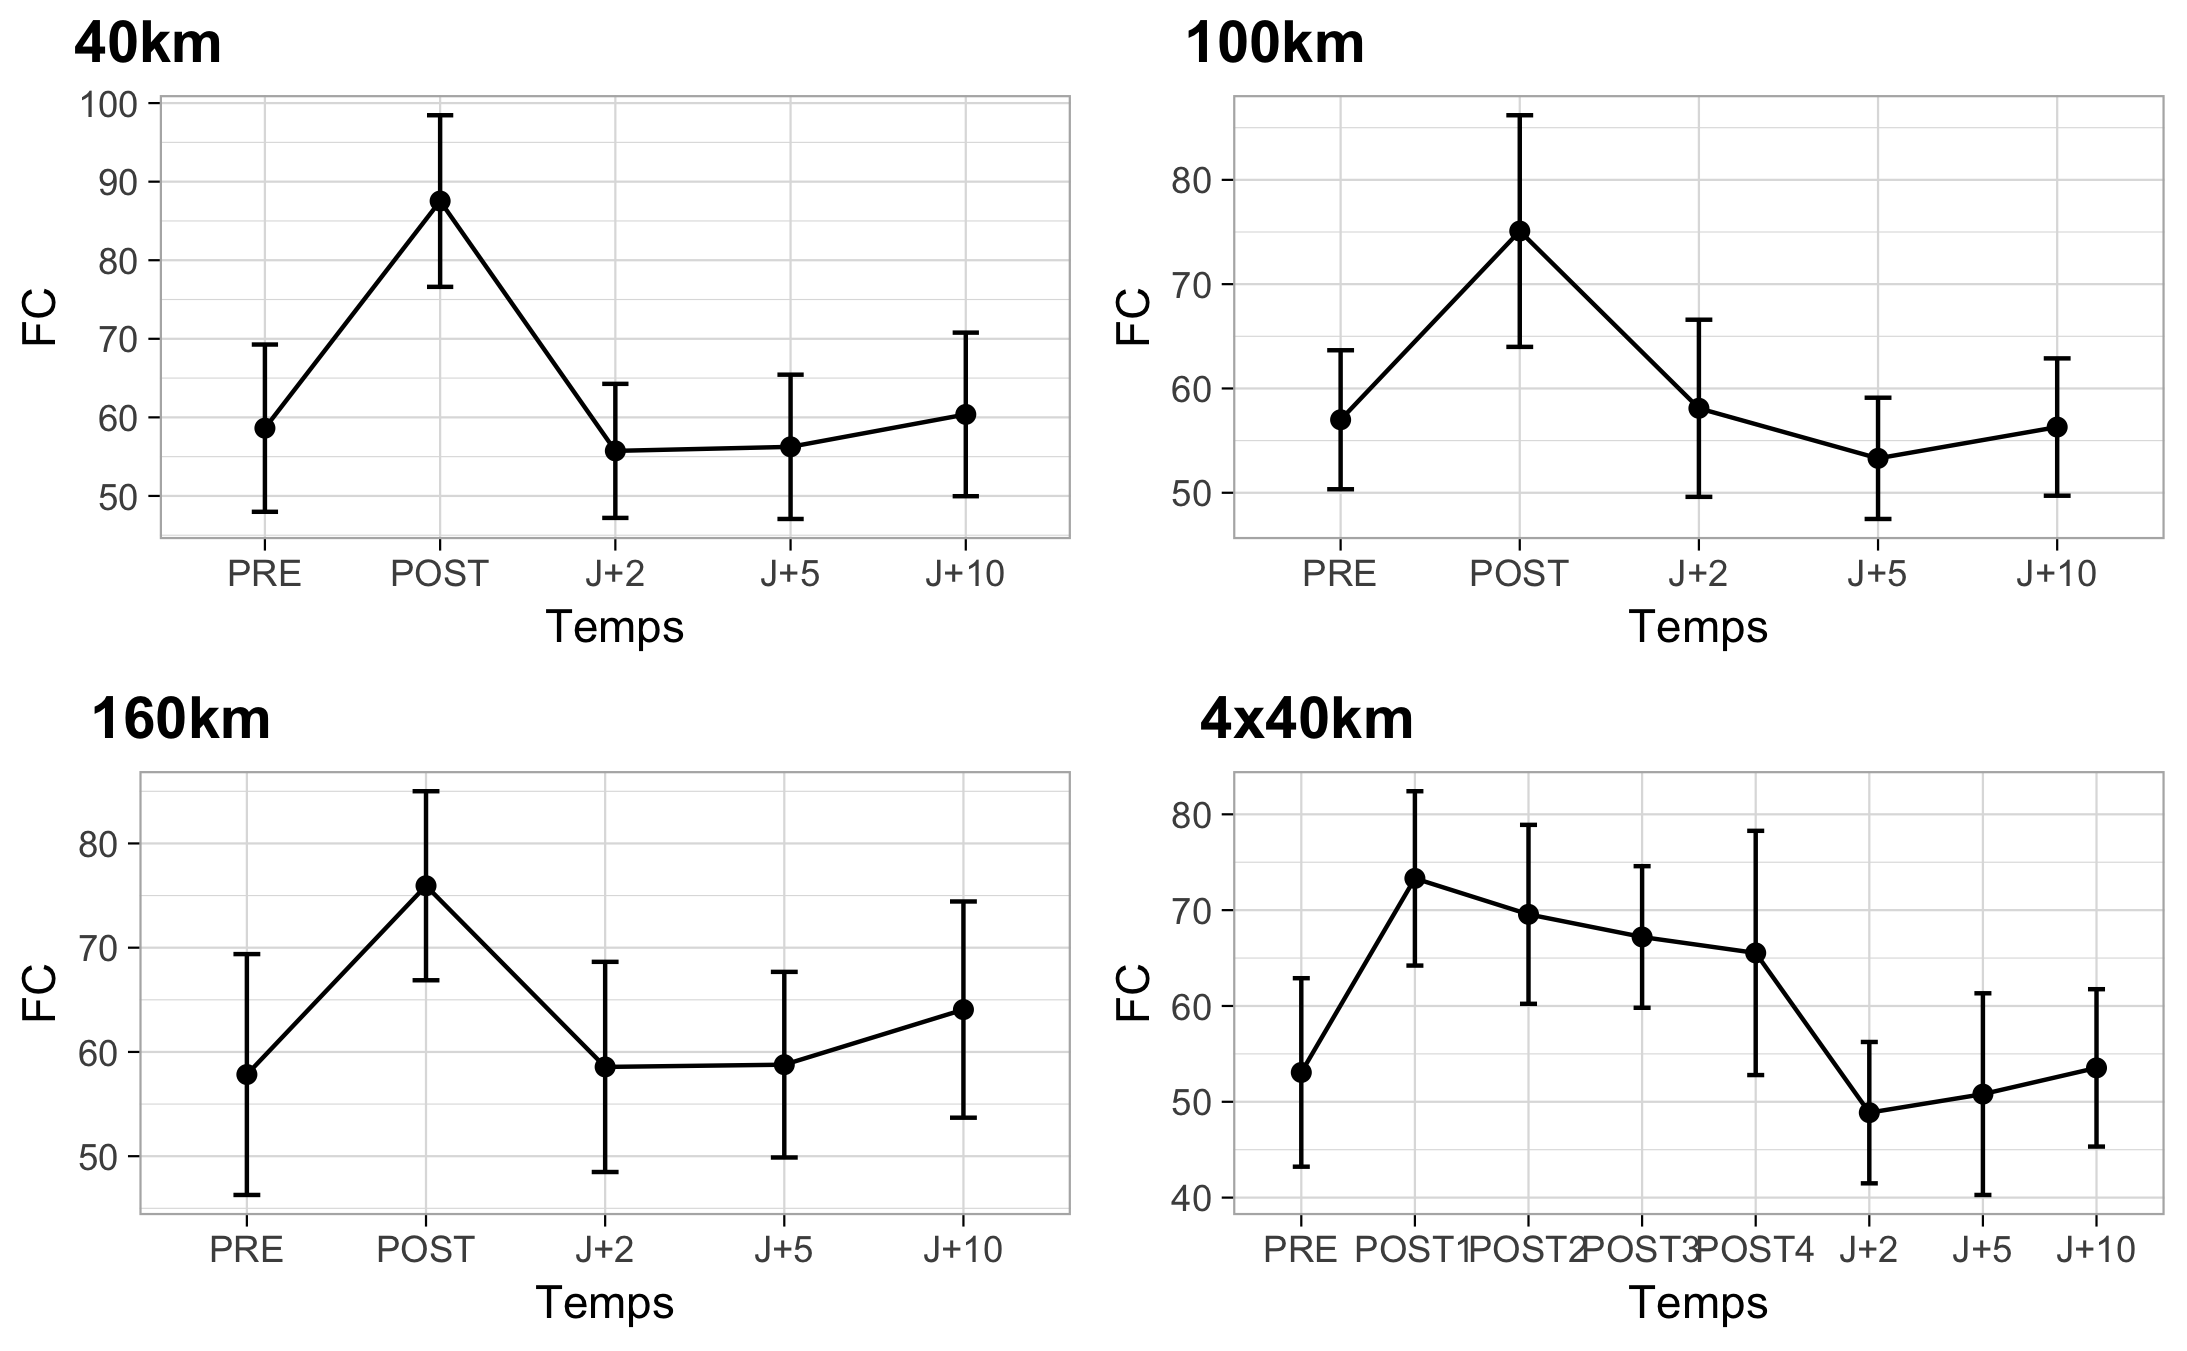 40km
100
90
80
70
60
50
FC
PRE POST J+2 J+5 J+10
Temps
100km
80
70
60
50
FC
PRE POST J+2 J+5 J+10
Temps
160km
80
70
60
50
FC
PRE POST J+2 J+5 J+10
Temps
4x40km
80
70
60
50
40
FC
PRE POST1 POST2 POST3 POST4 J+2 J+5 J+10
Temps